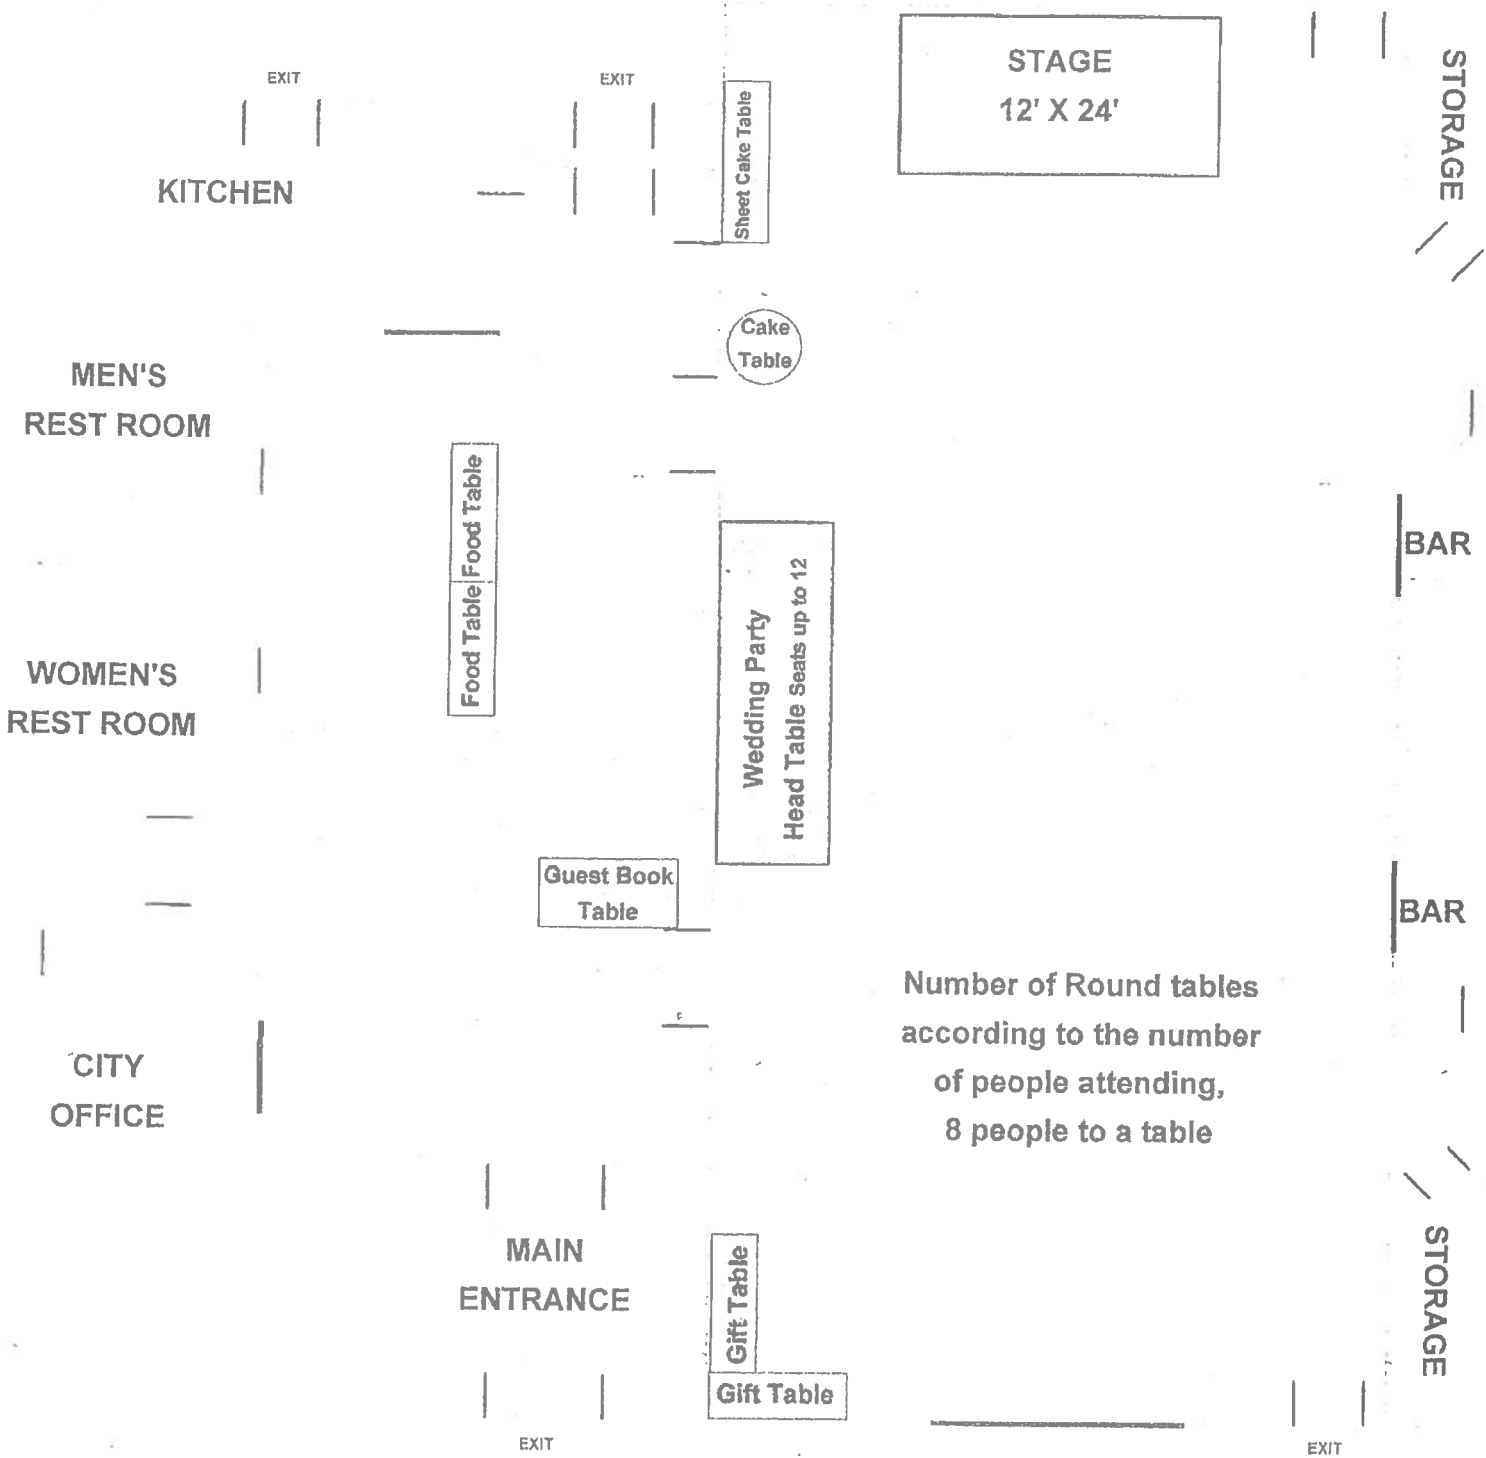 EXIT
EXIT
STAGE
12' X 24'
STORAGE
Sheet Cake Table
KITCHEN
Cake
Table
MEN'S
REST ROOM
Food Table
Food Table
BAR
Wedding Party
Head Table Seats up to 12
WOMEN'S
REST ROOM
Guest Book
Table
BAR
Number of Round tables
according to the number
of people attending,
8 people to a table
CITY
OFFICE
MAIN
ENTRANCE
Gift Table
Gift Table
STORAGE
EXIT
EXIT